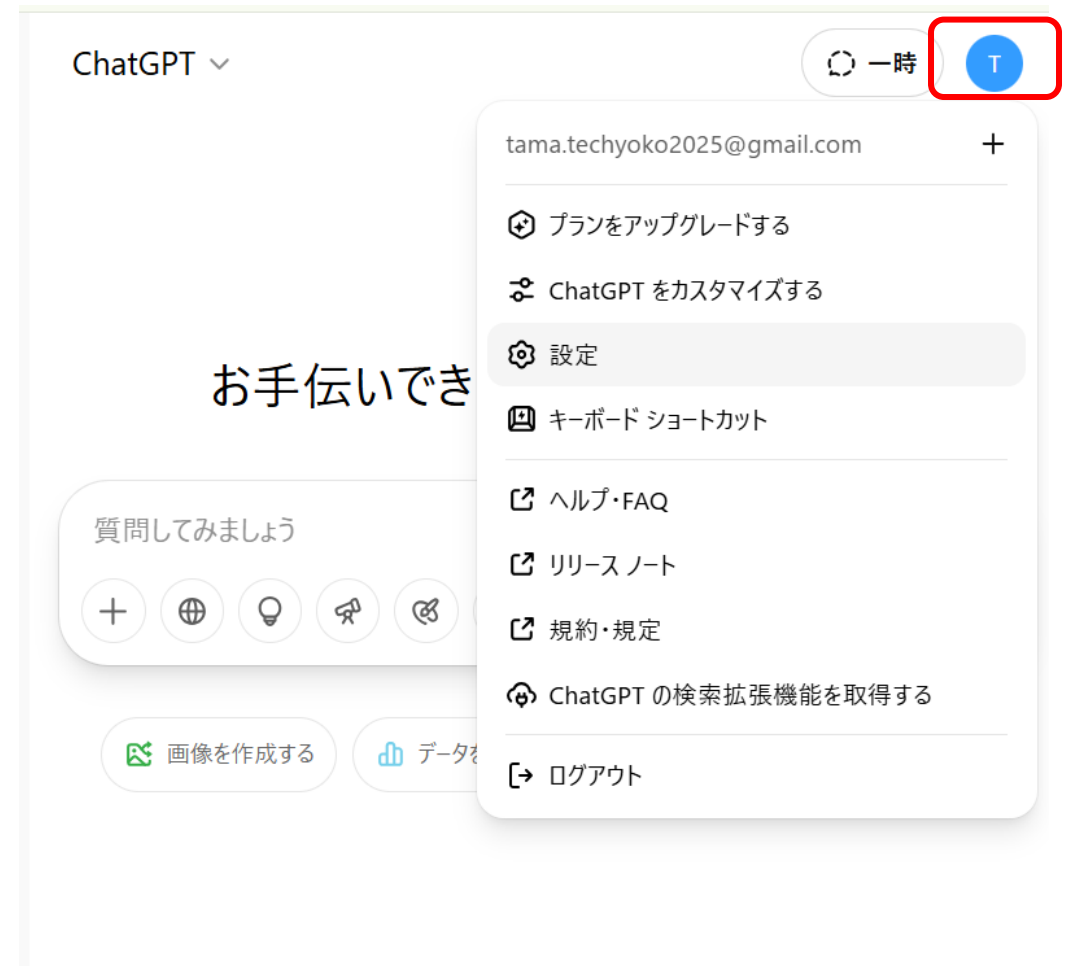 ChatGPT
一時
T
tama.techyoko2025@gmail.com
プランをアップグレードする
ChatGPT をカスタマイズする
設定
お手伝いでき
キーボード ショートカット
ヘルプ・FAQ
質問してみましょう
リリース ノート
規約・規定
ChatGPT の検索拡張機能を取得する
画像を作成する
データを
ログアウト